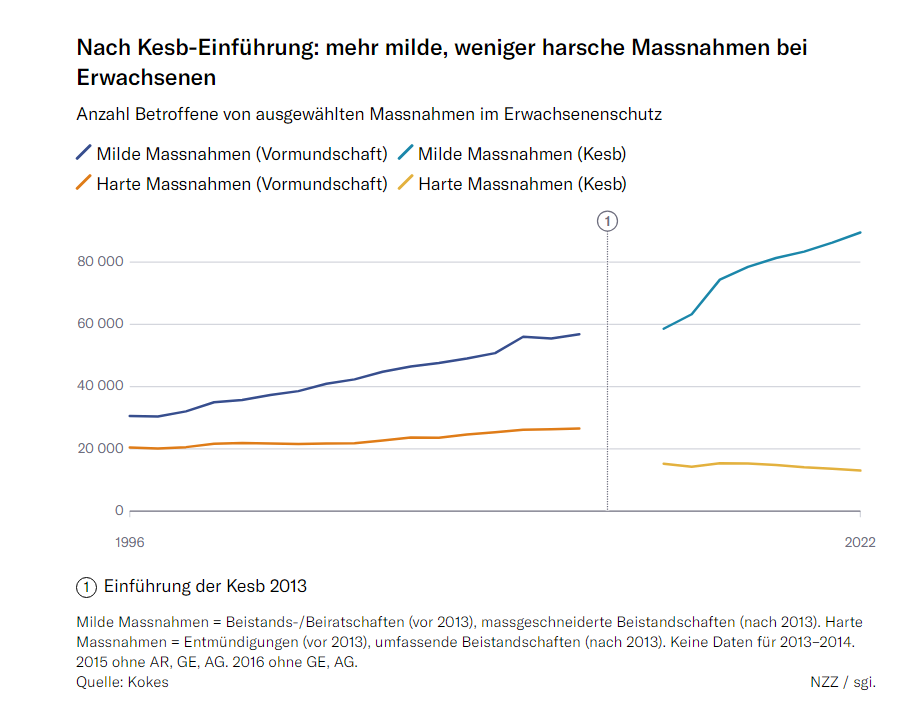 Nach Kesb-Einführung: mehr milde, weniger harsche Massnahmen bei
Erwachsenen
Anzahl Betroffene von ausgewählten Massnahmen im Erwachsenenschutz
Milde Massnahmen (Vormundschaft) Milde Massnahmen (Kesb)
Harte Massnahmen (Vormundschaft) Harte Massnahmen (Kesb)
1
80 000
60 000
40 000
20 000
0
1996 2022
1 Einführung der Kesb 2013
Milde Massnahmen = Beistands-/Beiratschaften (vor 2013), massgeschneiderte Beistandschaften (nach 2013). Harte
Massnahmen = Entmündigungen (vor 2013), umfassende Beistandschaften (nach 2013). Keine Daten für 2013–2014.
2015 ohne AR, GE, AG. 2016 ohne GE, AG.
Quelle: Kokes NZZ / sgi.